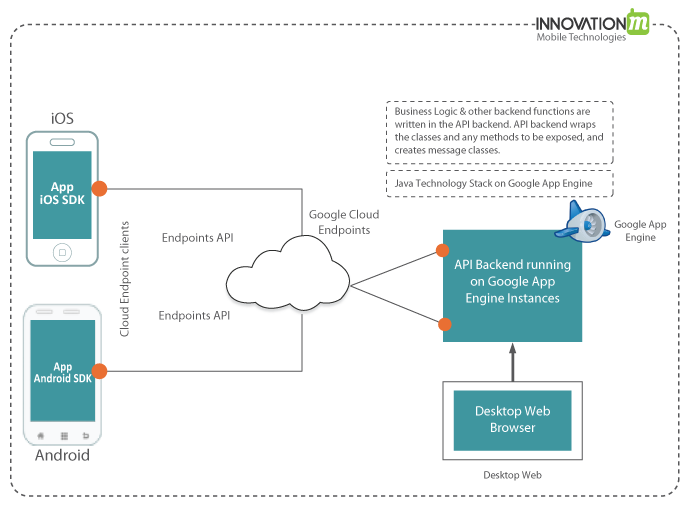 INNOVATION m
Mobile Technologies
iOS
App
iOS SDK
Business Logic & other backend functions are
written in the API backend. API backend wraps
the classes and any methods to be exposed, and
creates message classes.
Java Technology Stack on Google App Engine
Google App
Engine
Google Cloud
Endpoints
Endpoints API
Cloud Endpoint clients
Endpoints API
API Backend running
on Google App
Engine Instances
App
Android SDK
Android
Desktop Web
Browser
Desktop Web